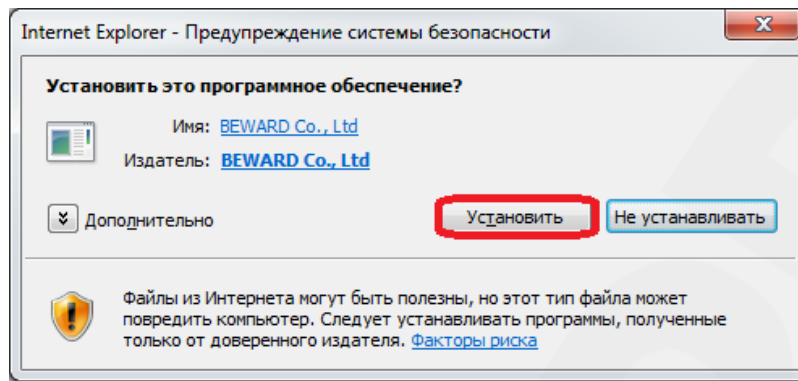 Internet Explorer - Предупреждение системы безопасности
Установить это программное обеспечение?
Имя: BEWARD Co., Ltd
Издатель: BEWARD Co., Ltd
Дополнительно
Установить
Не устанавливать
Файлы из Интернета могут быть полезны, но этот тип файла может
повредить компьютер. Следует устанавливать программы, полученные
только от доверенного издателя. Факторы риска